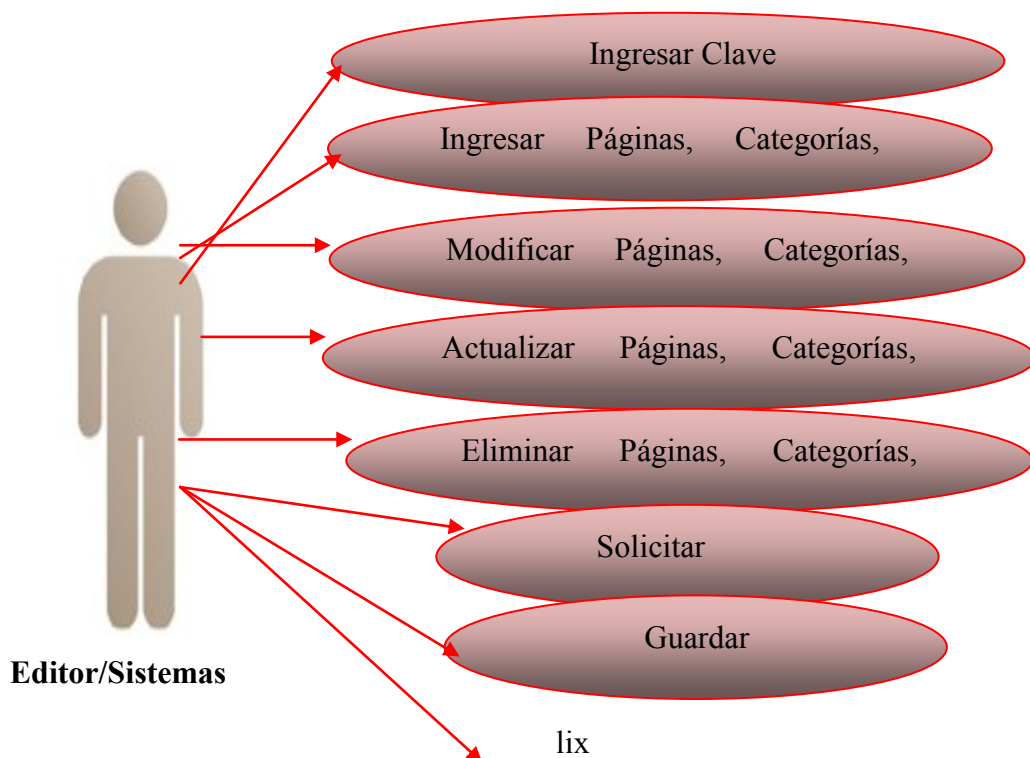 Ingresar Clave
Ingresar Páginas, Categorías,
Modificar Páginas, Categorías,
Actualizar Páginas, Categorías,
Eliminar Páginas, Categorías,
Solicitar
Guardar
Editor/Sistemas
lix